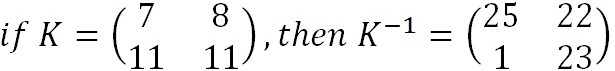 if K = (7 8
11 11), then K⁻¹ = (25 22
1 23)